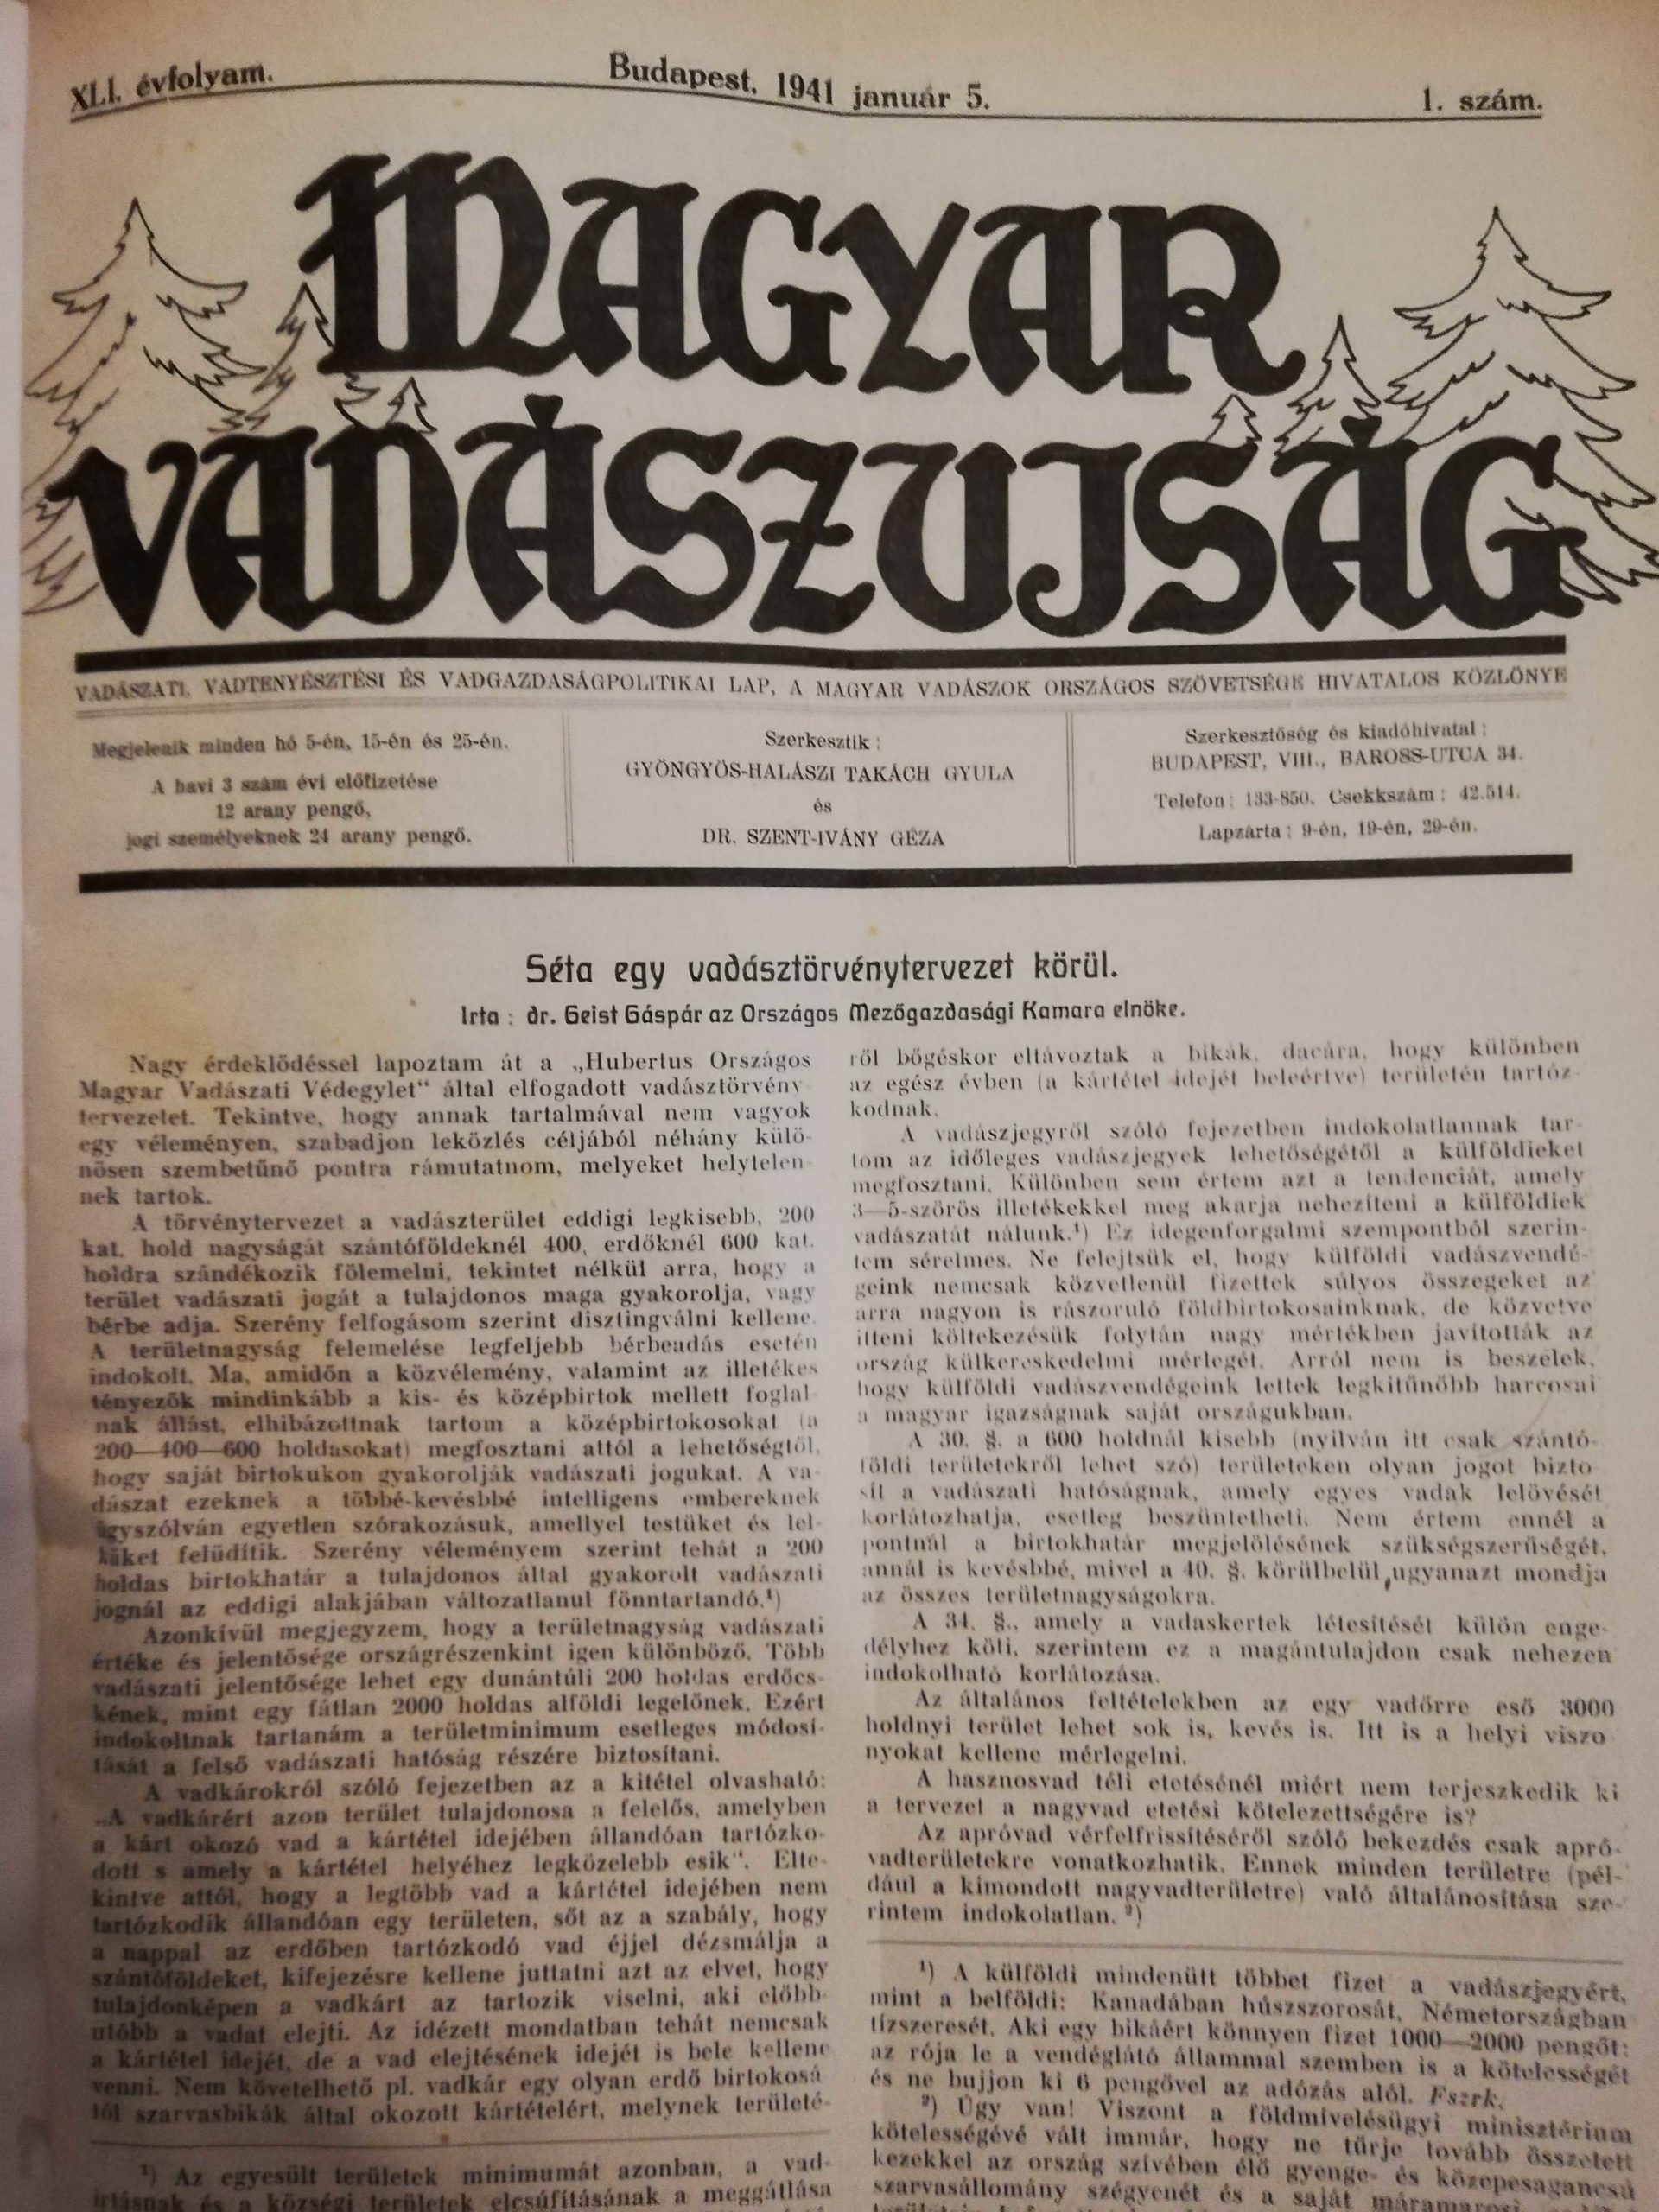 XLI. évfolyam.
Budapest, 1941 január 5.
1. szám.
MAGYAR
VADÁSZUJSÁG
VADÁSZATI, VADTENYÉSZTÉSI ÉS VADGAZDASÁGPOLITIKAI LAP, A MAGYAR VADÁSZOK ORSZÁGOS SZÖVETSÉGE HIVATALOS KÖZLÖNYE
Megjelenik minden hó 5-én, 15-én és 25-én.
A havi 3 szám évi előfizetése
12 arany pengő,
jogi személyeknek 24 arany pengő.
Szerkesztik :
GYÖNGYÖS-HALÁSZI TAKÁCH GYULA
és
DR. SZENT-IVÁNY GÉZA
Szerkesztőség és kiadóhivatal :
BUDAPEST, VIII., BAROSS-UTCA 34.
Telefon : 133-850. Csekkszám : 42.514.
Lapzárta : 9-én, 19-én, 29-én.
Séta egy vadásztörvénytervezet körül.
Irta : dr. Geist Gáspár az Országos Mezőgazdasági Kamara elnöke.
Nagy érdeklődéssel lapoztam át a „Hubertus Országos
Magyar Vadászati Védegylet“ által elfogadott vadásztörvény
tervezetet. Tekintve, hogy annak tartalmával nem vagyok
egy véleményen, szabadjon leközlés céljából néhány külö-
nösen szembetűnő pontra rámutatnom, melyeket helytelen
nek tartok.
A törvénytervezet a vadászterület eddigi legkisebb, 200
kat. hold nagyságát szántóföldeknél 400, erdőknél 600 kat.
holdra szándékozik fölemelni, tekintet nélkül arra, hogy a
terület vadászati jogát a tulajdonos maga gyakorolja, vagy
bérbe adja. Szerény felfogásom szerint disztingválni kellene.
A területnagyság felemelése legfeljebb bérbeadás esetén
indokolt. Ma, amidőn a közvélemény, valamint az illetékes
tényezők mindinkább a kis- és középbirtok mellett foglal
nak állást, elhibázottnak tartom a középbirtokosokat (a
200—400—600 holdasokat) megfosztani attól a lehetőségtől,
hogy saját birtokukon gyakorolják vadászati jogukat. A va-
dászat ezeknek a többé-kevésbbé intelligens embereknek
úgyszólván egyetlen szórakozásuk, amellyel testüket és lel-
küket felüdítik. Szerény véleményem szerint tehát a 200
holdas birtokhatár a tulajdonos által gyakorolt vadászati
jognál az eddigi alakjában változatlanul fönntartandó.¹)
Azonkívül megjegyzem, hogy a területnagyság vadászati
értéke és jelentősége országrészenkint igen különböző. Több
vadászati jelentősége lehet egy dunántúli 200 holdas erdőcs-
kének, mint egy fátlan 2000 holdas alföldi legelőnek. Ezért
indokoltnak tartanám a területminimum esetleges módosí-
tását a felső vadászati hatóság részére biztosítani.
A vadkárokról szóló fejezetben az a kitétel olvasható:
„A vadkárért azon terület tulajdonosa a felelős, amelyben
a kárt okozó vad a kártétel idejében állandóan tartózko-
dott s amely a kártétel helyéhez legközelebb esik“. Elte-
kintve attól, hogy a legtöbb vad a kártétel idejében nem
tartózkodik állandóan egy területen, sőt az a szabály, hogy
a nappal az erdőben tartózkodó vad éjjel dézsmálja a
szántóföldeket, kifejezésre kellene juttatni azt az elvet, hogy
tulajdonképen a vadkárt az tartozik viselni, aki előbb-
utóbb a vadat elejti. Az idézett mondatban tehát nemcsak
a kártétel idejét, de a vad elejtésének idejét is bele kellene
venni. Nem követelhető pl. vadkár egy olyan erdő birtokosá
tól szarvasbikák által okozott kártételért, melynek területé-
¹) Az egyesült területek minimumát azonban, a vad-
irtásnak és a községi területek elcsúfításának a meggátlása
ről bőgéskor eltávoztak a bikák, dacára, hogy különben
az egész évben (a kártétel idejét beleértve) területén tartóz-
kodnak.
A vadászjegyről szóló fejezetben indokolatlannak tar-
tom az időleges vadászjegyek lehetőségétől a külföldieket
megfosztani. Különben sem értem azt a tendenciát, amely
3—5-szörös illetékekkel meg akarja nehezíteni a külföldiek
vadászatát nálunk.¹) Ez idegenforgalmi szempontból szerin-
tem sérelmes. Ne felejtsük el, hogy külföldi vadászvendé-
geink nemcsak közvetlenül fizettek súlyos összegeket az
arra nagyon is rászoruló földbirtokosainknak, de közvetve
itteni költekezésük folytán nagy mértékben javították az
ország külkereskedelmi mérlegét. Arról nem is beszélek,
hogy külföldi vadászvendégeink lettek legkitűnőbb harcosai
a magyar igazságnak saját országukban.
A 30. §. a 600 holdnál kisebb (nyilván itt csak szántó-
földi területekről lehet szó) területeken olyan jogot bizto
sít a vadászati hatóságnak, amely egyes vadak lelövését
korlátozhatja, esetleg beszüntetheti. Nem értem ennél a
pontnál a birtokhatár megjelölésének szükségszerűségét,
annál is kevésbbé, mivel a 40. §. körülbelül ugyanazt mondja
az összes területnagyságokra.
A 34. §., amely a vadaskertek létesítését külön enge-
délyhez köti, szerintem ez a magántulajdon csak nehezen
indokolható korlátozása.
Az általános feltételekben az egy vadőrre eső 3000
holdnyi terület lehet sok is, kevés is. Itt is a helyi viszo
nyokat kellene mérlegelni.
A hasznosvad téli etetésénél miért nem terjeszkedik ki
a tervezet a nagyvad etetési kötelezettségére is?
Az apróvad vérfelfrissítéséről szóló bekezdés csak apró-
vadterületekre vonatkozhatik. Ennek minden területre (pél-
dául a kimondott nagyvadterületre) való általánosítása sze-
rintem indokolatlan. ²)
¹) A külföldi mindenütt többet fizet a vadászjegyért,
mint a belföldi: Kanadában húszszorosát, Németországban
tízszeresét. Aki egy bikáért könnyen fizet 1000—2000 pengőt:
az rója le a vendéglátó állammal szemben is a kötelességét
és ne bujjon ki 6 pengővel az adózás alól. Fszrk.
²) Úgy van! Viszont a földmívelésügyi minisztérium
kötelességévé vált immár, hogy ne tűrje tovább összetett
kezekkel az ország szívében élő gyenge- és közepesagancsú
szarvasállomány szégyenét és a saját máramarosi